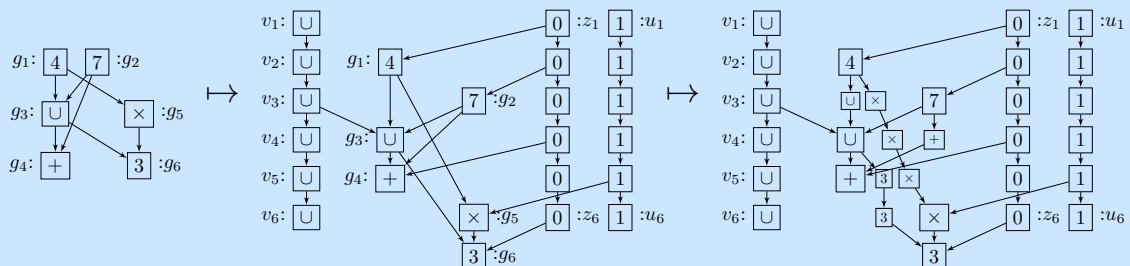 v₁: ∪ 0 :z₁ 1 :u₁ v₁: ∪ 0 :z₁ 1 :u₁
g₁: 4 7 :g₂ v₂: ∪ g₁: 4 0 1 v₂: ∪ 4 0 1
↦ v₃: ∪ 7 :g₂ 0 1 ↦ v₃: ∪ ∪ × 7 0 1
g₃: ∪ × :g₅ v₄: ∪ g₃: ∪ 0 1 v₄: ∪ ∪ × + 0 1
g₄: + 3 :g₆ v₅: ∪ g₄: + 0 1 v₅: ∪ + 3 × 0 1
v₆: ∪ × :g₅ 0 :z₆ 1 :u₆ v₆: ∪ 3 × 0 :z₆ 1 :u₆
3 :g₆ 3